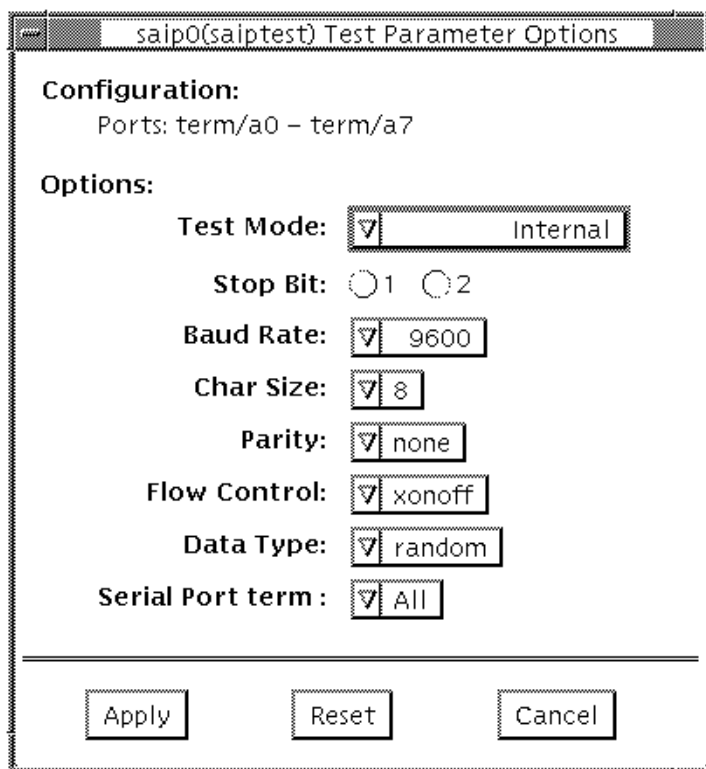 saip0(saiptest) Test Parameter Options
Configuration:
Ports: term/a0 – term/a7
Options:
Test Mode: Internal
Stop Bit: 1 2
Baud Rate: 9600
Char Size: 8
Parity: none
Flow Control: xonoff
Data Type: random
Serial Port term : All
Apply Reset Cancel